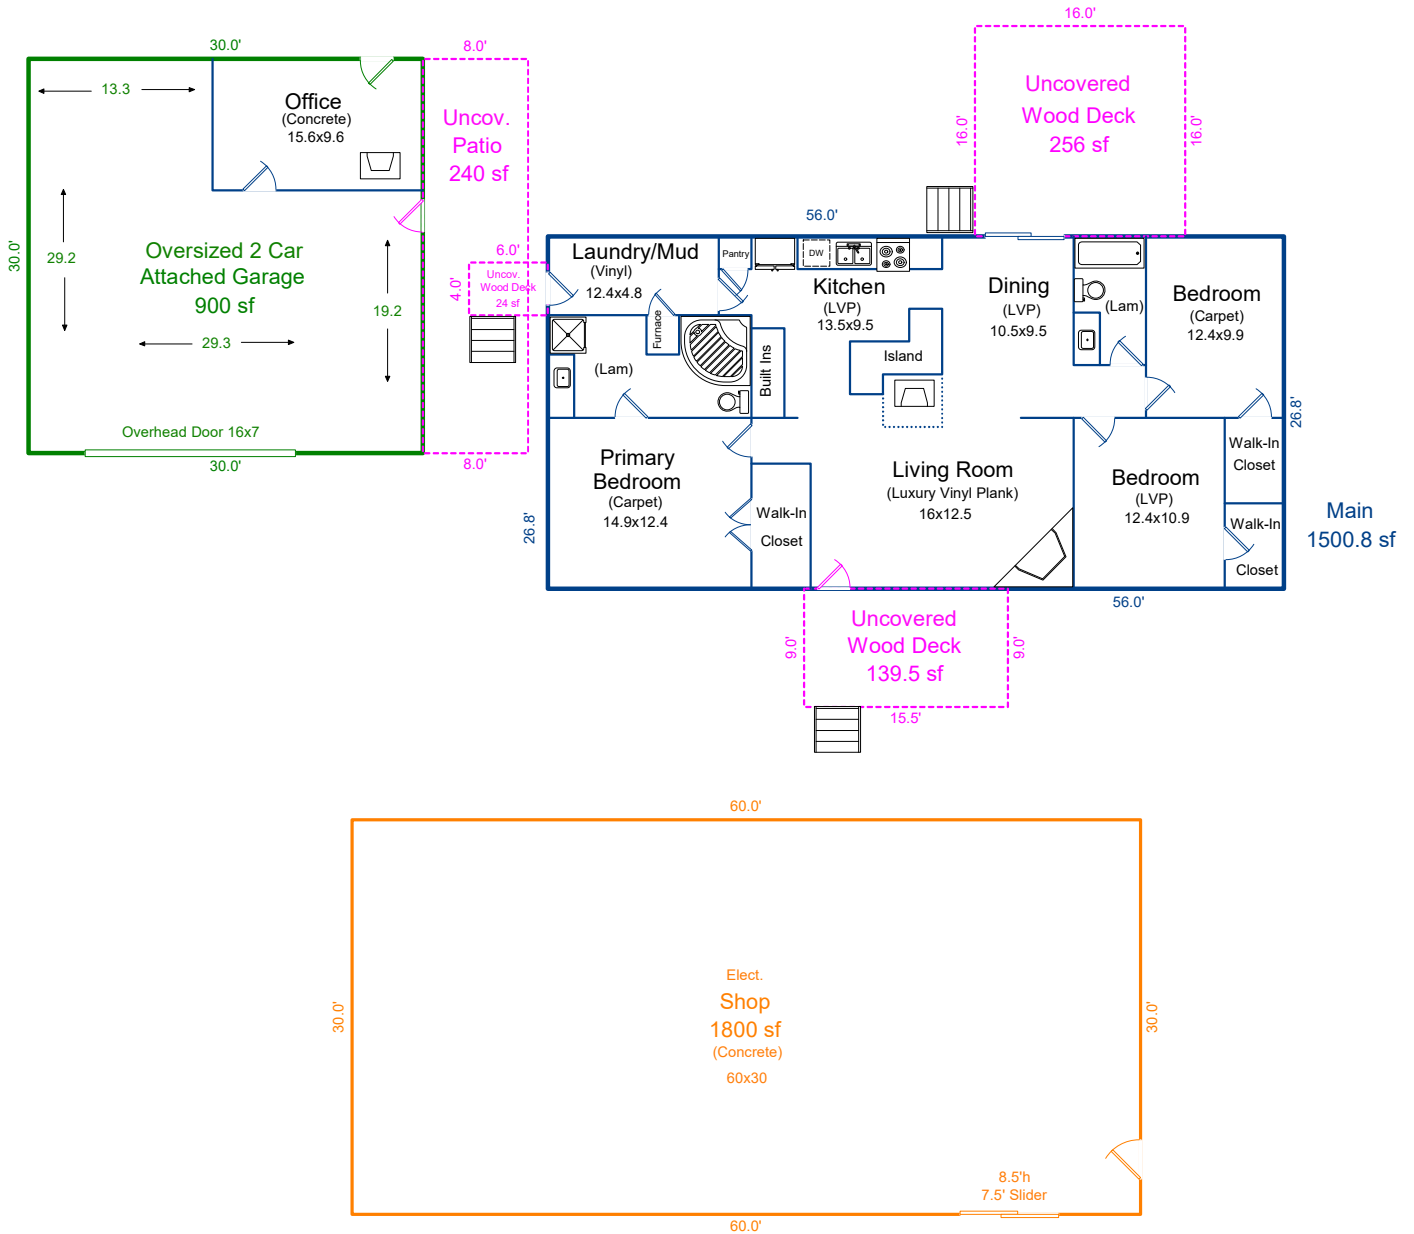 30.0'
8.0'
16.0'
13.3
Office
(Concrete)
15.6x9.6
Uncov.
Patio
240 sf
Uncovered
Wood Deck
256 sf
16.0'
16.0'
30.0'
29.2
Oversized 2 Car
Attached Garage
900 sf
19.2
29.3
Overhead Door 16x7
30.0'
8.0'
6.0'
4.0'
Uncov.
Wood Deck
24 sf
56.0'
Laundry/Mud
(Vinyl)
12.4x4.8
Pantry
DW
Kitchen
(LVP)
13.5x9.5
Dining
(LVP)
10.5x9.5
(Lam)
Bedroom
(Carpet)
12.4x9.9
Furnace
(Lam)
Built Ins
Island
26.8'
Primary
Bedroom
(Carpet)
14.9x12.4
Walk-In
Closet
Living Room
(Luxury Vinyl Plank)
16x12.5
Bedroom
(LVP)
12.4x10.9
Walk-In
Closet
Walk-In
Closet
26.8'
Main
1500.8 sf
56.0'
9.0'
Uncovered
Wood Deck
139.5 sf
9.0'
15.5'
60.0'
30.0'
Elect.
Shop
1800 sf
(Concrete)
60x30
30.0'
8.5'h
7.5' Slider
60.0'